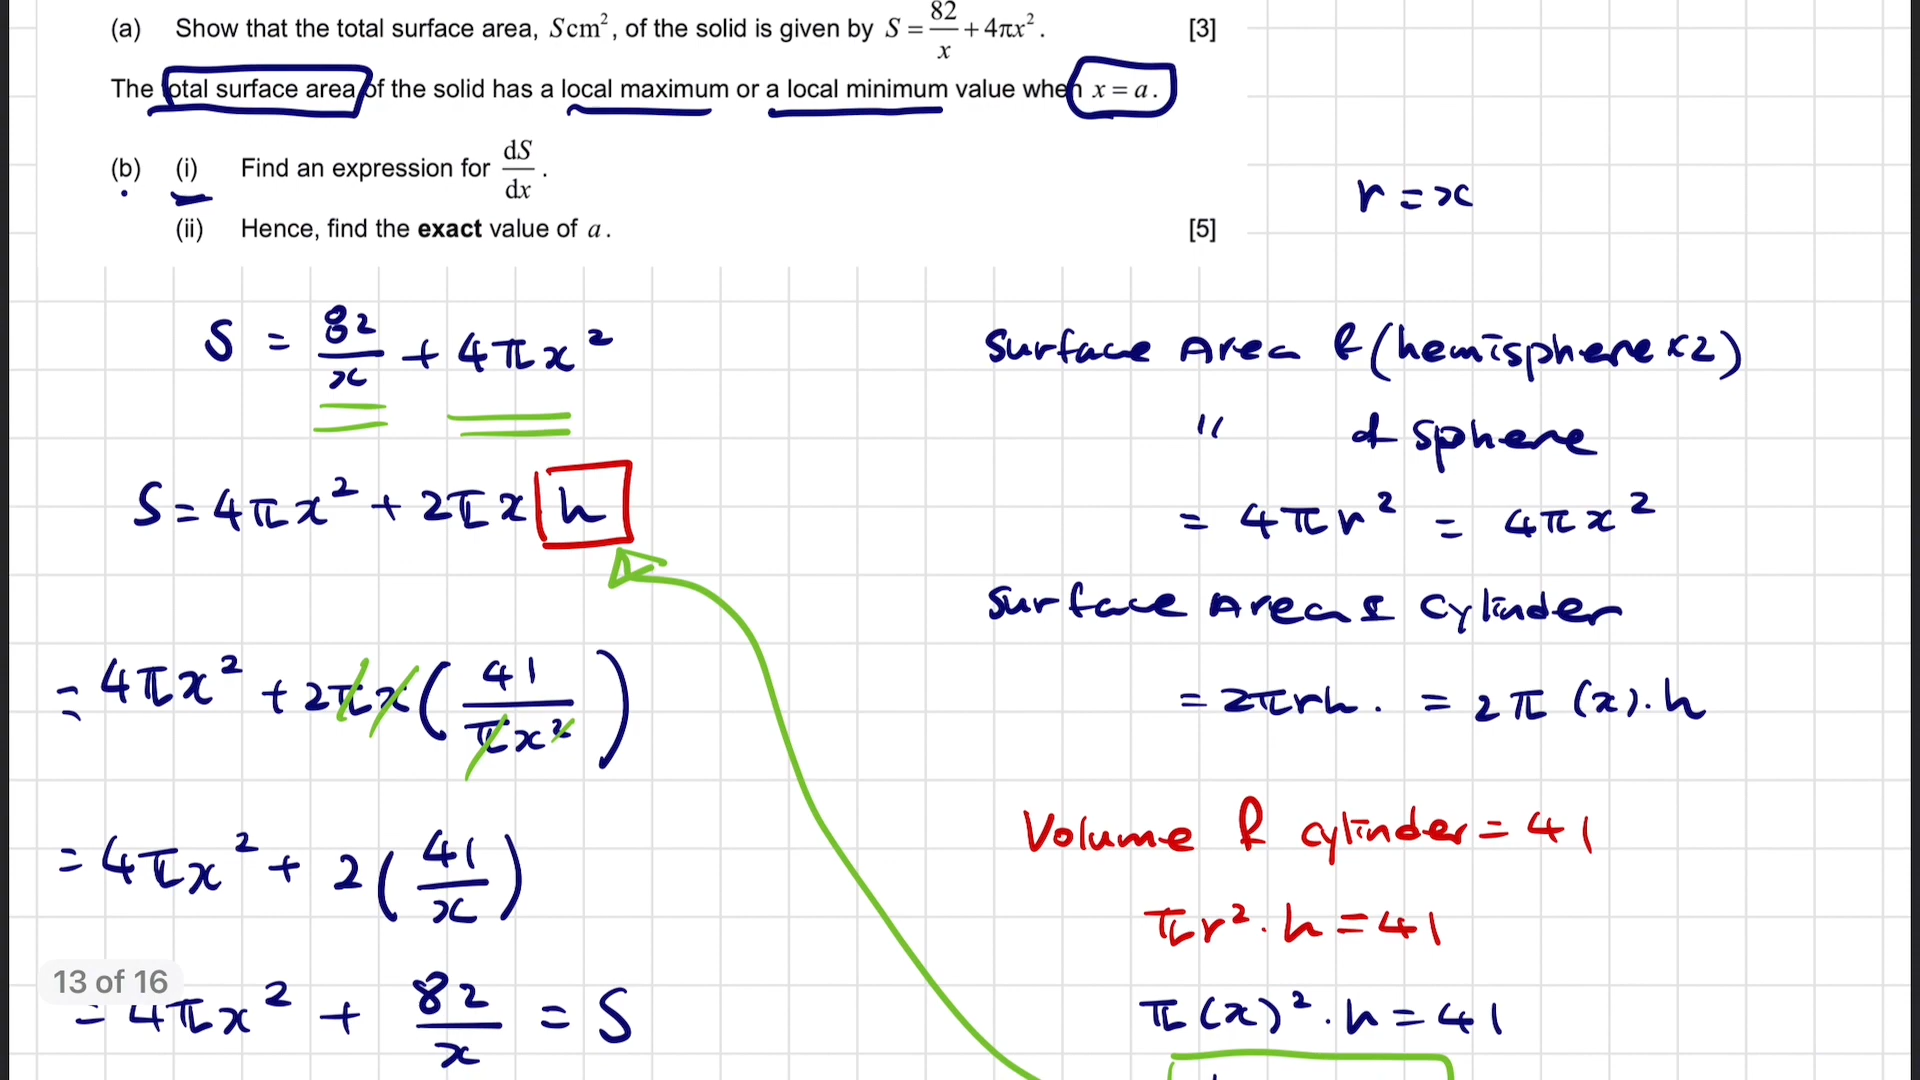 (a) Show that the total surface area, S cm², of the solid is given by S = 82/x + 4πx². [3]
The total surface area of the solid has a local maximum or a local minimum value when x = a.
(b) (i) Find an expression for dS/dx.
(ii) Hence, find the exact value of a. [5]
r = x
S = 82/x + 4πx²
S = 4πx² + 2πx h
= 4πx² + 2πx (41/πx²)
= 4πx² + 2 (41/x)
= 4πx² + 82/x = S
Surface Area of (hemisphere x2)
" of sphere
= 4πr² = 4πx²
Surface Area of cylinder
= 2πrh. = 2π (x).h
Volume of cylinder = 41
πr².h = 41
π(x)².h = 41
13 of 16